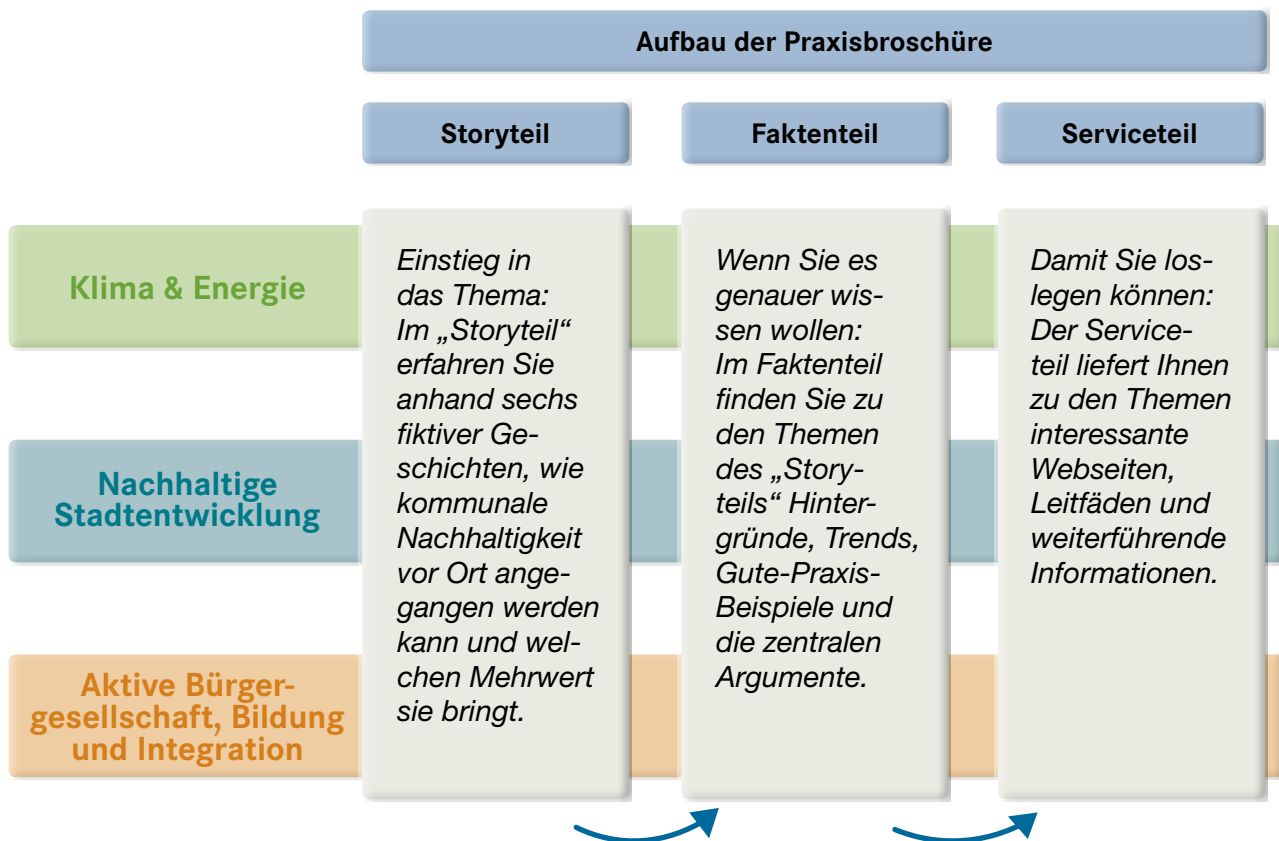 Aufbau der Praxisbroschüre
Storyteil
Faktenteil
Serviceteil
Klima & Energie
Nachhaltige
Stadtentwicklung
Aktive Bürger-
gesellschaft, Bildung
und Integration
Einstieg in
das Thema:
Im „Storyteil“
erfahren Sie
anhand sechs
fiktiver Ge-
schichten, wie
kommunale
Nachhaltigkeit
vor Ort ange-
gangen werden
kann und wel-
chen Mehrwert
sie bringt.
Wenn Sie es
genauer wis-
sen wollen:
Im Faktenteil
finden Sie zu
den Themen
des „Story-
teils“ Hinter-
gründe, Trends,
Gute-Praxis-
Beispiele und
die zentralen
Argumente.
Damit Sie los-
legen können:
Der Service-
teil liefert Ihnen
zu den Themen
interessante
Webseiten,
Leitfäden und
weiterführende
Informationen.